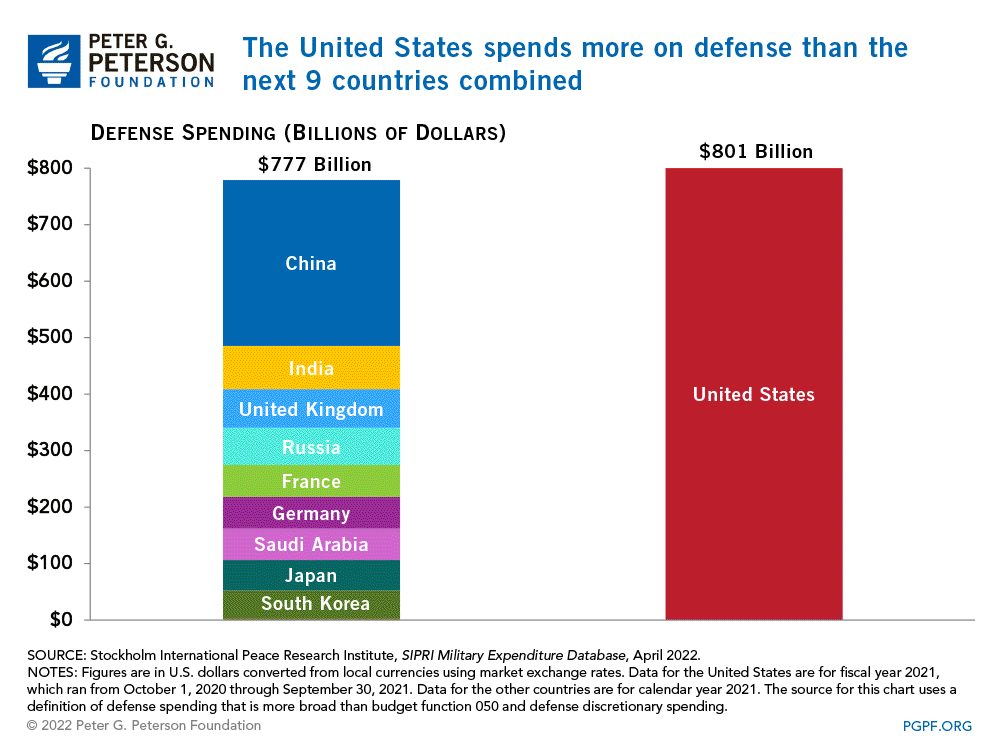 PETER G.
PETERSON
FOUNDATION
The United States spends more on defense than the
next 9 countries combined
DEFENSE SPENDING (BILLIONS OF DOLLARS)
$777 Billion
$801 Billion
$800
$700
$600
$500
$400
$300
$200
$100
$0
China
India
United Kingdom
Russia
France
Germany
Saudi Arabia
Japan
South Korea
United States
SOURCE: Stockholm International Peace Research Institute, SIPRI Military Expenditure Database, April 2022.
NOTES: Figures are in U.S. dollars converted from local currencies using market exchange rates. Data for the United States are for fiscal year 2021,
which ran from October 1, 2020 through September 30, 2021. Data for the other countries are for calendar year 2021. The source for this chart uses a
definition of defense spending that is more broad than budget function 050 and defense discretionary spending.
© 2022 Peter G. Peterson Foundation
PGPF.ORG